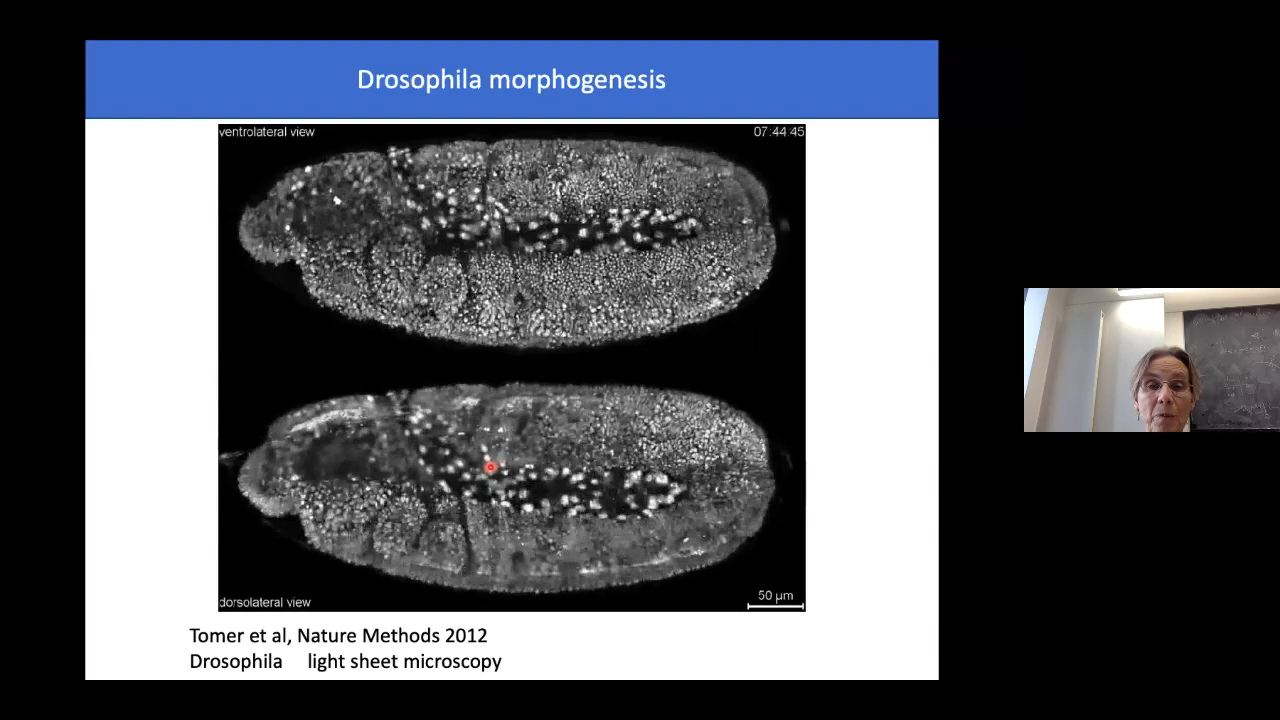 Drosophila morphogenesis
ventrolateral view
07:44:45
50 μm
dorsolateral view
Tomer et al, Nature Methods 2012
Drosophila light sheet microscopy